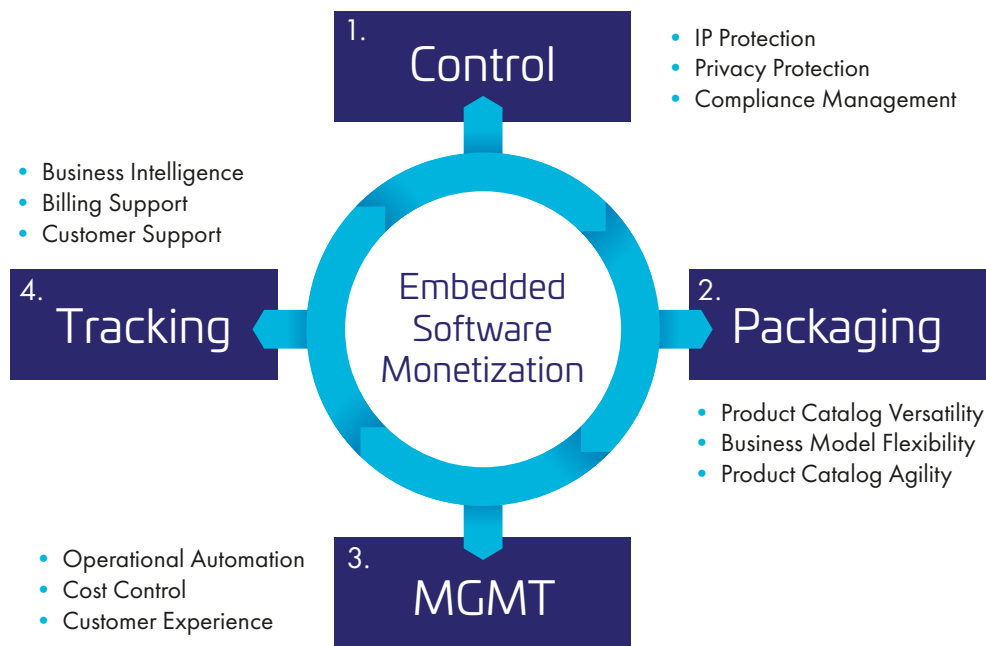 1.
Control
• IP Protection
• Privacy Protection
• Compliance Management
2.
Packaging
• Product Catalog Versatility
• Business Model Flexibility
• Product Catalog Agility
3.
MGMT
• Operational Automation
• Cost Control
• Customer Experience
4.
Tracking
• Business Intelligence
• Billing Support
• Customer Support
Embedded
Software
Monetization